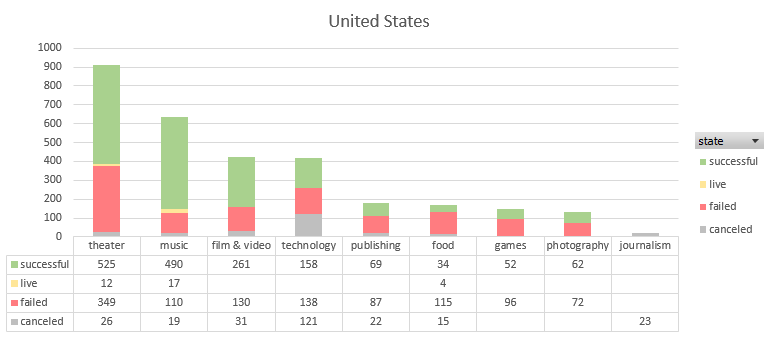 United States
1000
900
800
700
600
500
400
300
200
100
0
state
successful
live
failed
canceled
theater music film & video technology publishing food games photography journalism
successful 525 490 261 158 69 34 52 62
live 12 17 4
failed 349 110 130 138 87 115 96 72
canceled 26 19 31 121 22 15 23